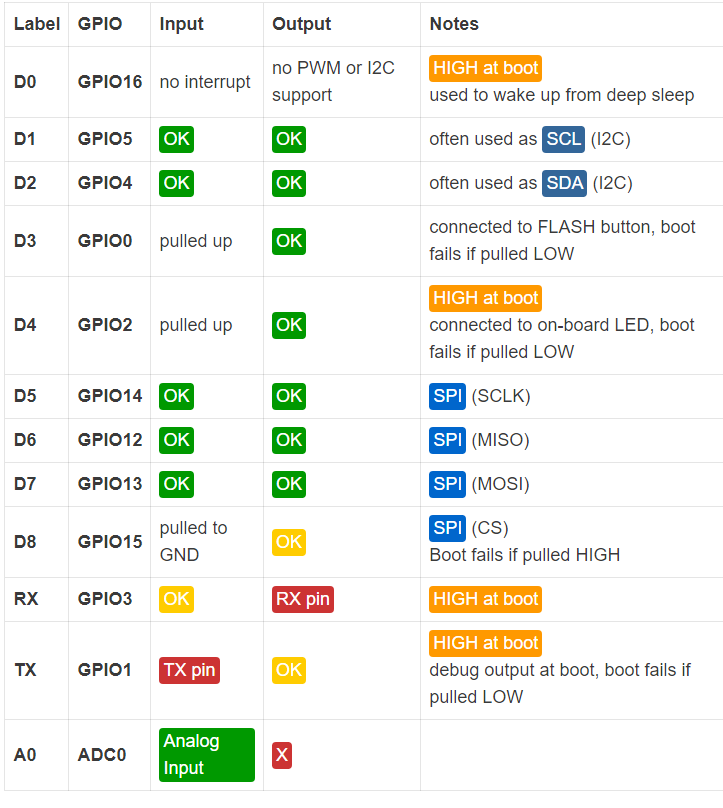 Label GPIO Input Output Notes
D0 GPIO16 no interrupt no PWM or I2C support HIGH at boot
used to wake up from deep sleep
D1 GPIO5 OK OK often used as SCL (I2C)
D2 GPIO4 OK OK often used as SDA (I2C)
D3 GPIO0 pulled up OK connected to FLASH button, boot
fails if pulled LOW
D4 GPIO2 pulled up OK HIGH at boot
connected to on-board LED, boot
fails if pulled LOW
D5 GPIO14 OK OK SPI (SCLK)
D6 GPIO12 OK OK SPI (MISO)
D7 GPIO13 OK OK SPI (MOSI)
D8 GPIO15 pulled to GND OK SPI (CS)
Boot fails if pulled HIGH
RX GPIO3 OK RX pin HIGH at boot
TX GPIO1 TX pin OK HIGH at boot
debug output at boot, boot fails if
pulled LOW
A0 ADC0 Analog Input X